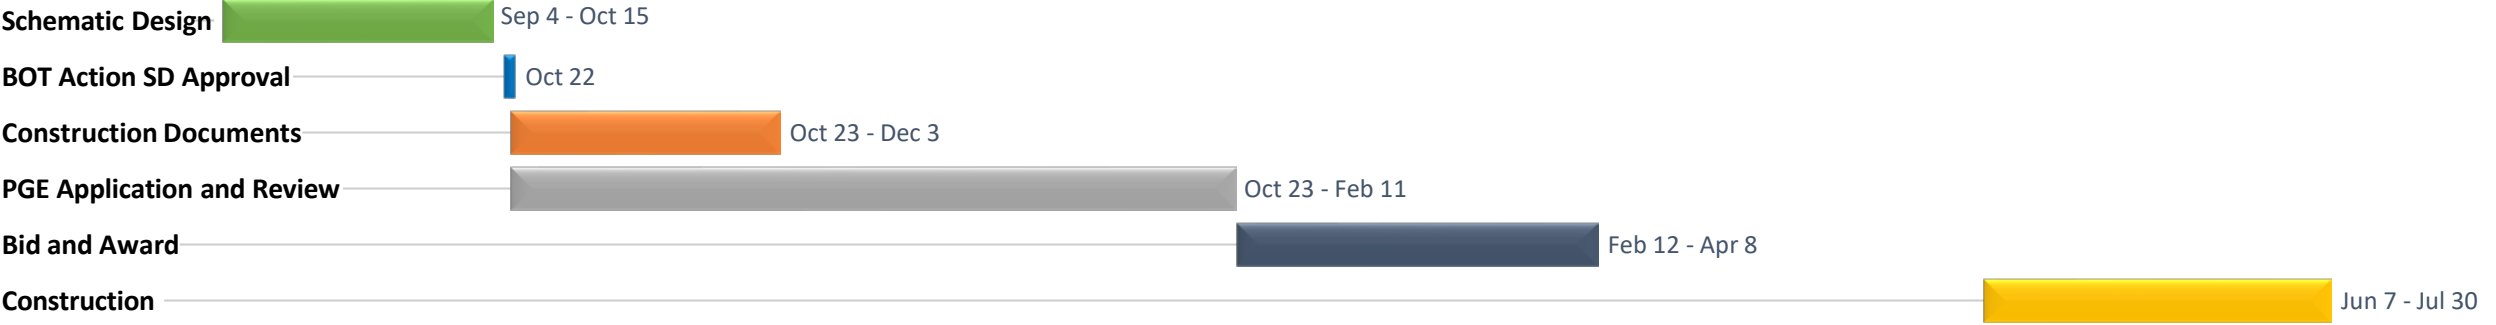 Schematic Design Sep 4 - Oct 15
BOT Action SD Approval Oct 22
Construction Documents Oct 23 - Dec 3
PGE Application and Review Oct 23 - Feb 11
Bid and Award Feb 12 - Apr 8
Construction Jun 7 - Jul 30